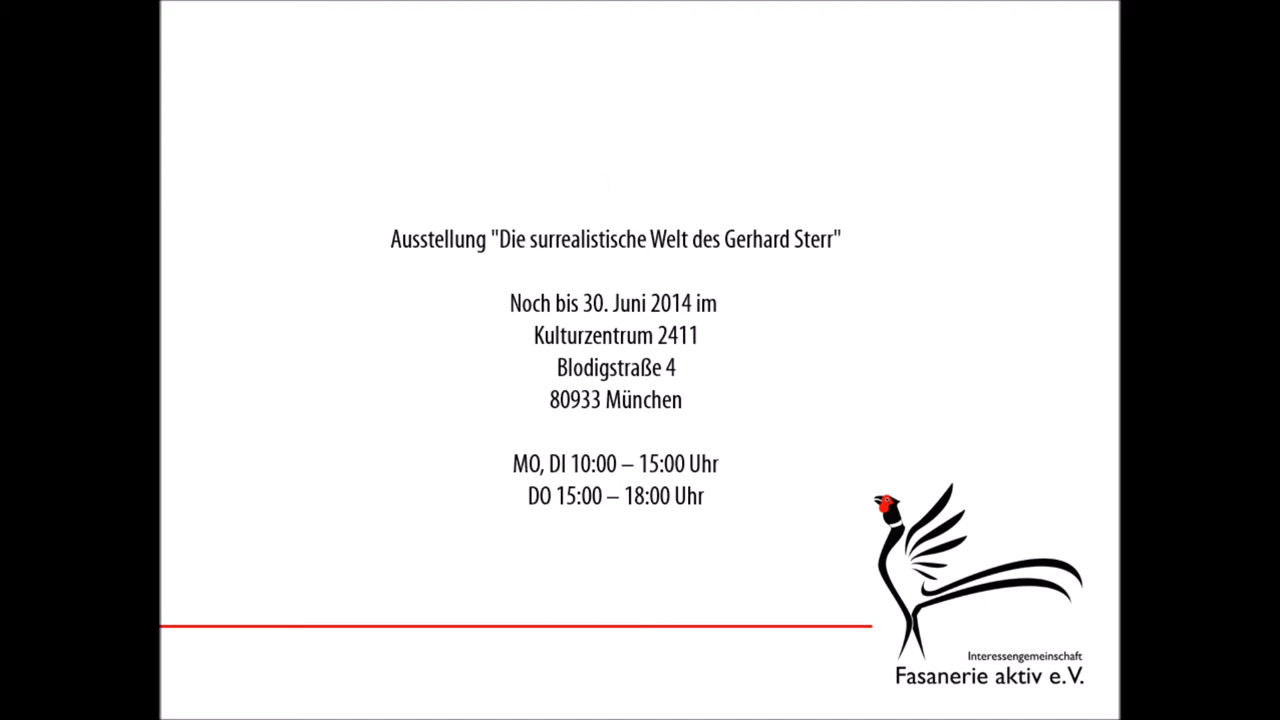 Ausstellung "Die surrealistische Welt des Gerhard Sterr"
Noch bis 30. Juni 2014 im
Kulturzentrum 2411
Blodigstraße 4
80933 München
MO, DI 10:00 – 15:00 Uhr
DO 15:00 – 18:00 Uhr
Interessengemeinschaft
Fasanerie aktiv e.V.